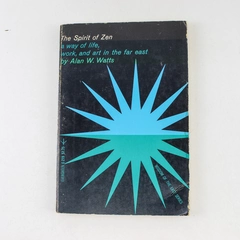 The Spirit of Zen
a way of life,
work, and art in the far east
by Alan W. Watts